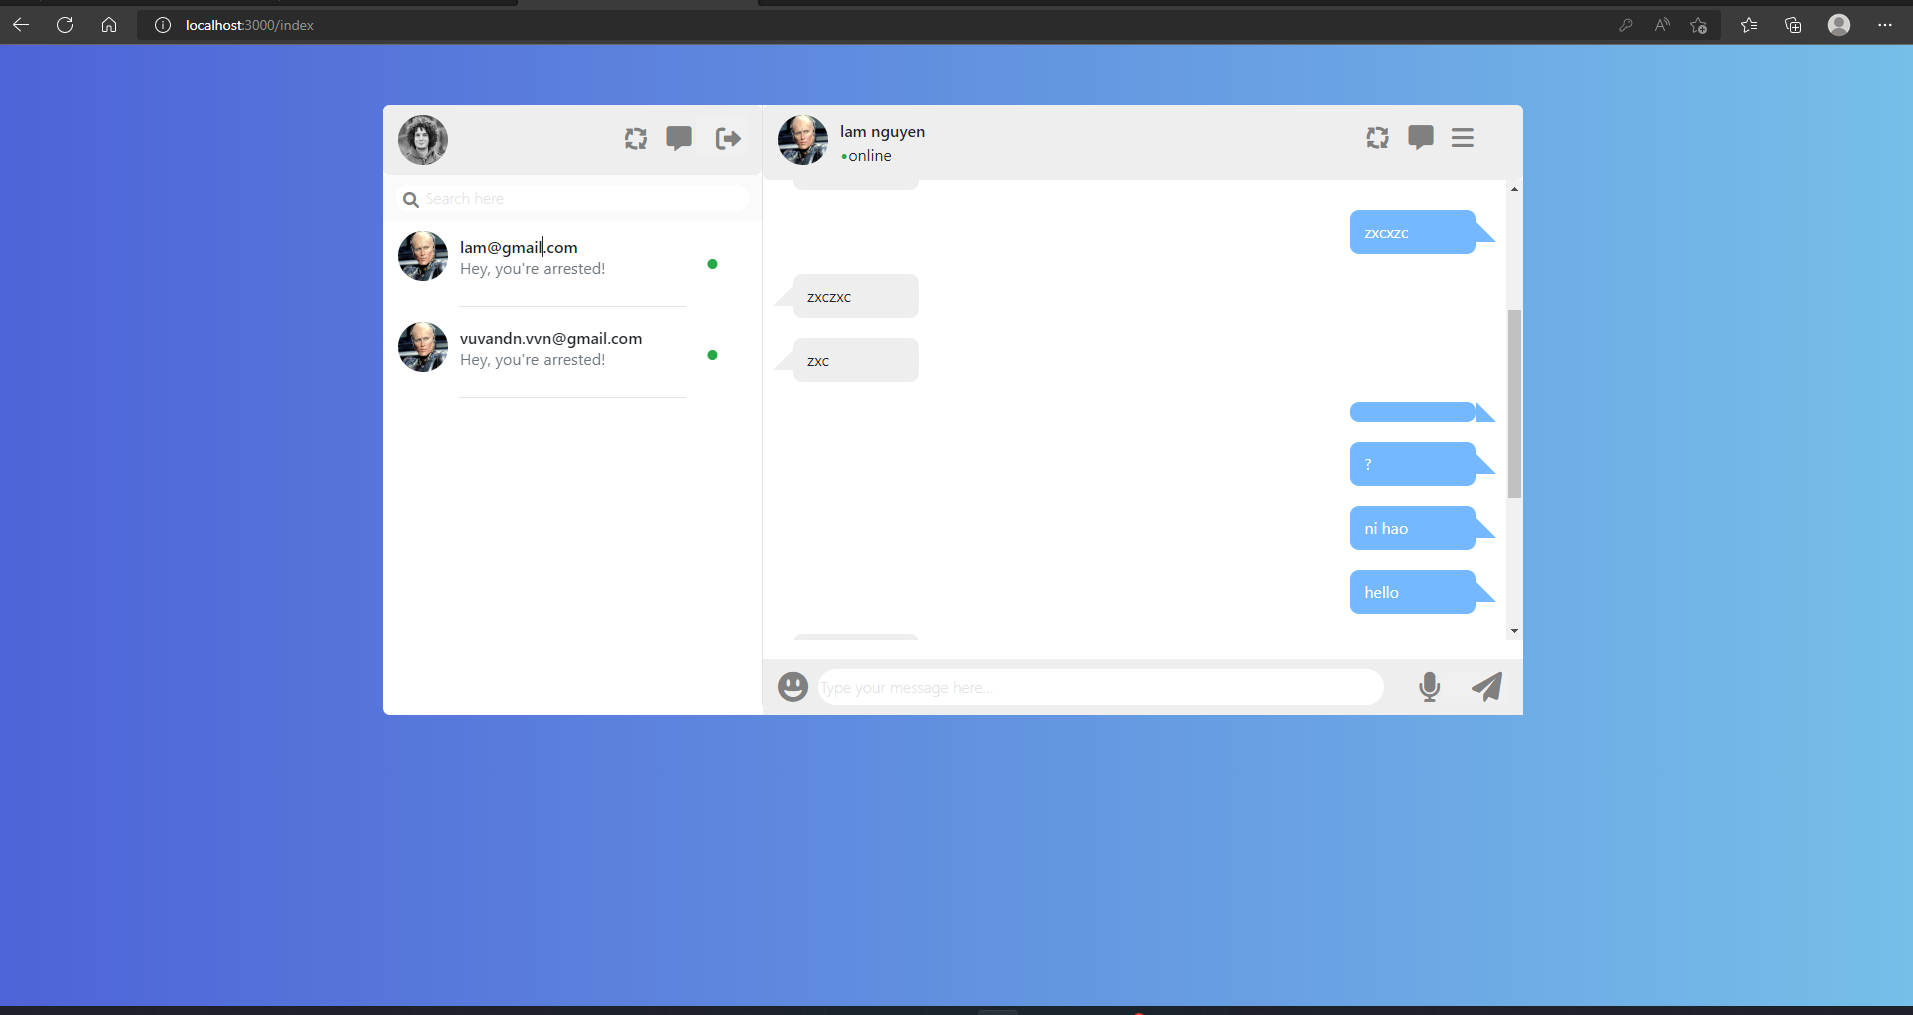 localhost:3000/index
lam nguyen
•online
Search here
lam@gmail.com
Hey, you're arrested!
vuvandn.vvn@gmail.com
Hey, you're arrested!
zxcxzc
zxczxc
zxc
?
ni hao
hello
Type your message here...